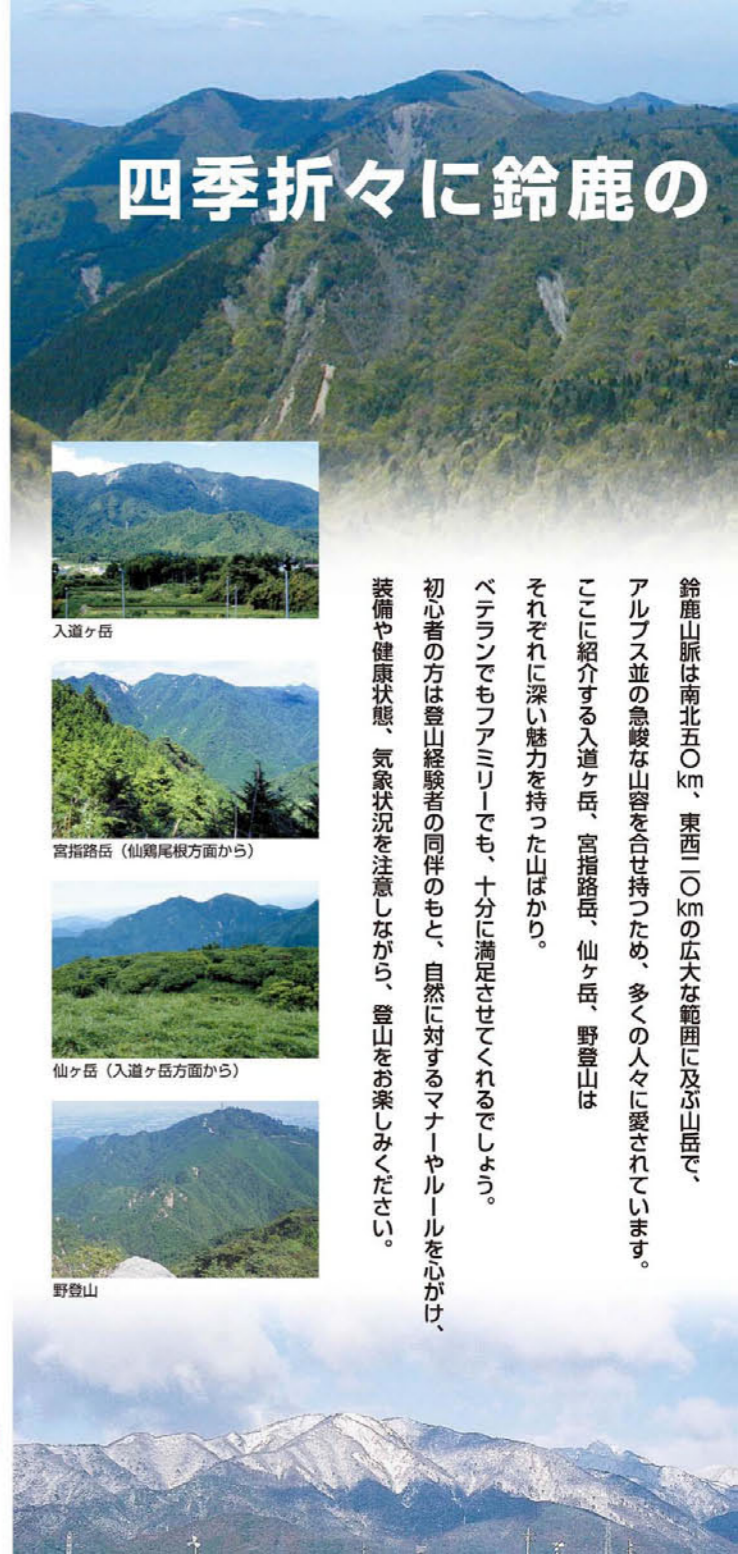 四季折々に鈴鹿の
鈴鹿山脈は南北五〇km、東西二〇kmの広大な範囲に及ぶ山岳で、
アルプス並の急峻な山容を合せ持つため、多くの人々に愛されています。
ここに紹介する入道ヶ岳、宮指路岳、仙ヶ岳、野登山は
それぞれに深い魅力を持った山ばかり。
ベテランでもファミリーでも、十分に満足させてくれるでしょう。
初心者の方は登山経験者の同伴のもと、自然に対するマナーやルールを心がけ、
装備や健康状態、気象状況を注意しながら、登山をお楽しみください。
入道ヶ岳
宮指路岳（仙鶏尾根方面から）
仙ヶ岳（入道ヶ岳方面から）
野登山